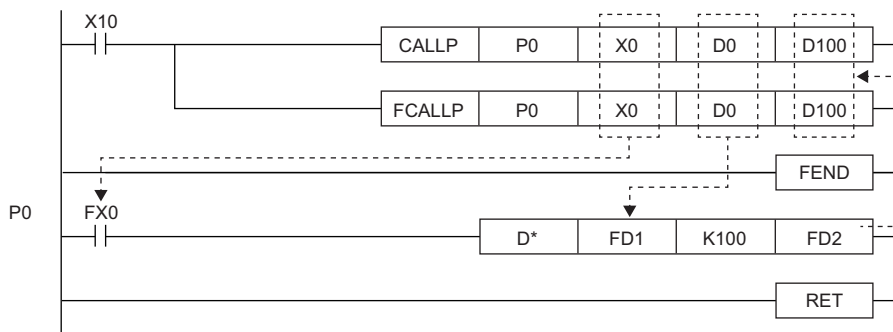 X10
CALLP P0 X0 D0 D100
FCALLP P0 X0 D0 D100
FEND
P0 FX0
D* FD1 K100 FD2
RET